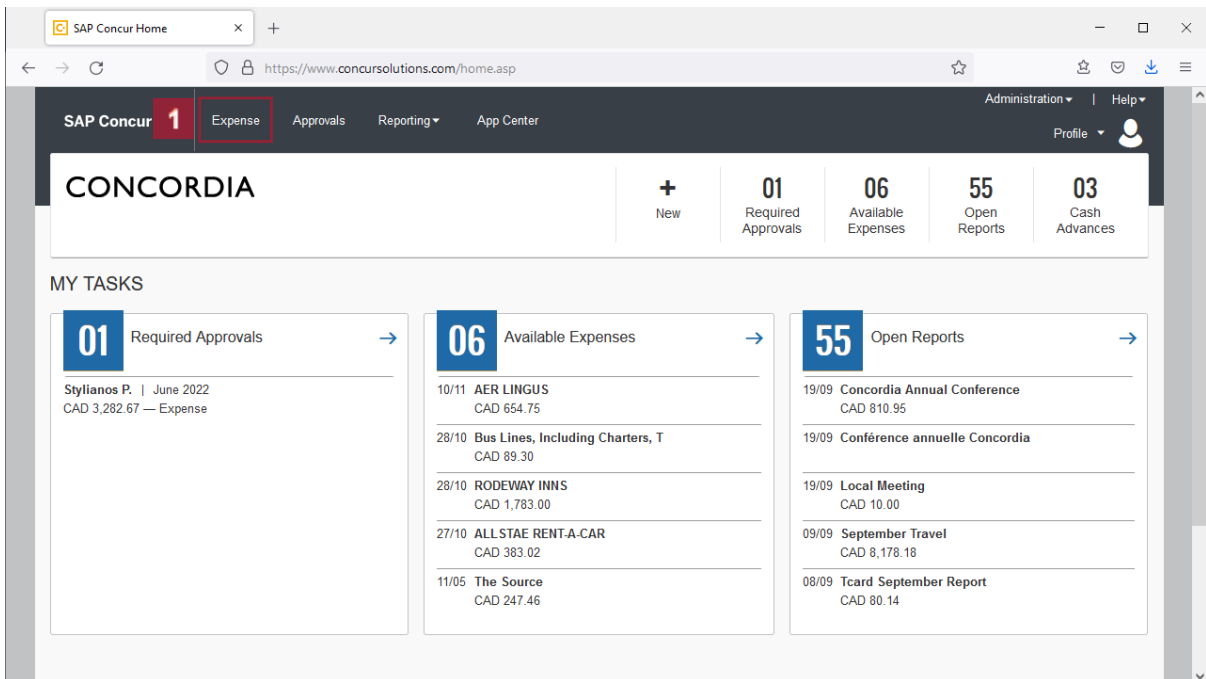 SAP Concur Home
https://www.concursolutions.com/home.asp
Administration | Help
SAP Concur 1 Expense Approvals Reporting App Center
Profile
CONCORDIA
+ 01 06 55 03
New Required Available Open Cash
Approvals Expenses Reports Advances
MY TASKS
01 Required Approvals
Stylianos P. | June 2022
CAD 3,282.67 — Expense
06 Available Expenses
10/11 AER LINGUS
CAD 654.75
28/10 Bus Lines, Including Charters, T
CAD 89.30
28/10 RODEWAY INNS
CAD 1,783.00
27/10 ALLSTAE RENT-A-CAR
CAD 383.02
11/05 The Source
CAD 247.46
55 Open Reports
19/09 Concordia Annual Conference
CAD 810.95
19/09 Conférence annuelle Concordia
19/09 Local Meeting
CAD 10.00
09/09 September Travel
CAD 8,178.18
08/09 Tcard September Report
CAD 80.14